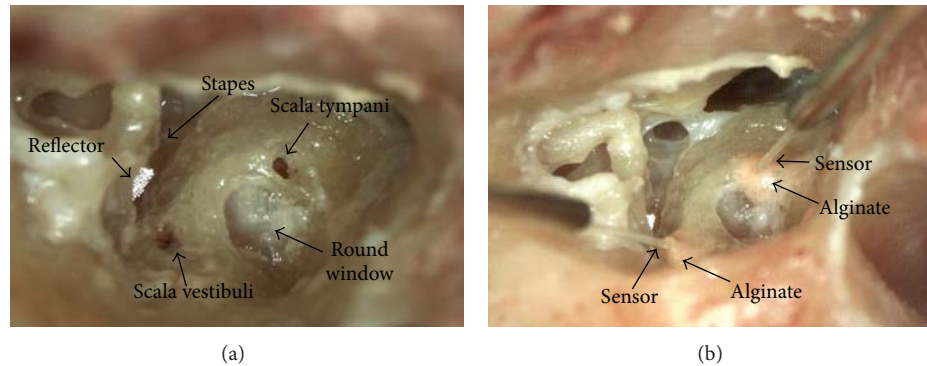 Stapes
Scala tympani
Reflector
Round
window
Scala vestibuli
Sensor
Alginate
Sensor
Alginate
(a)
(b)